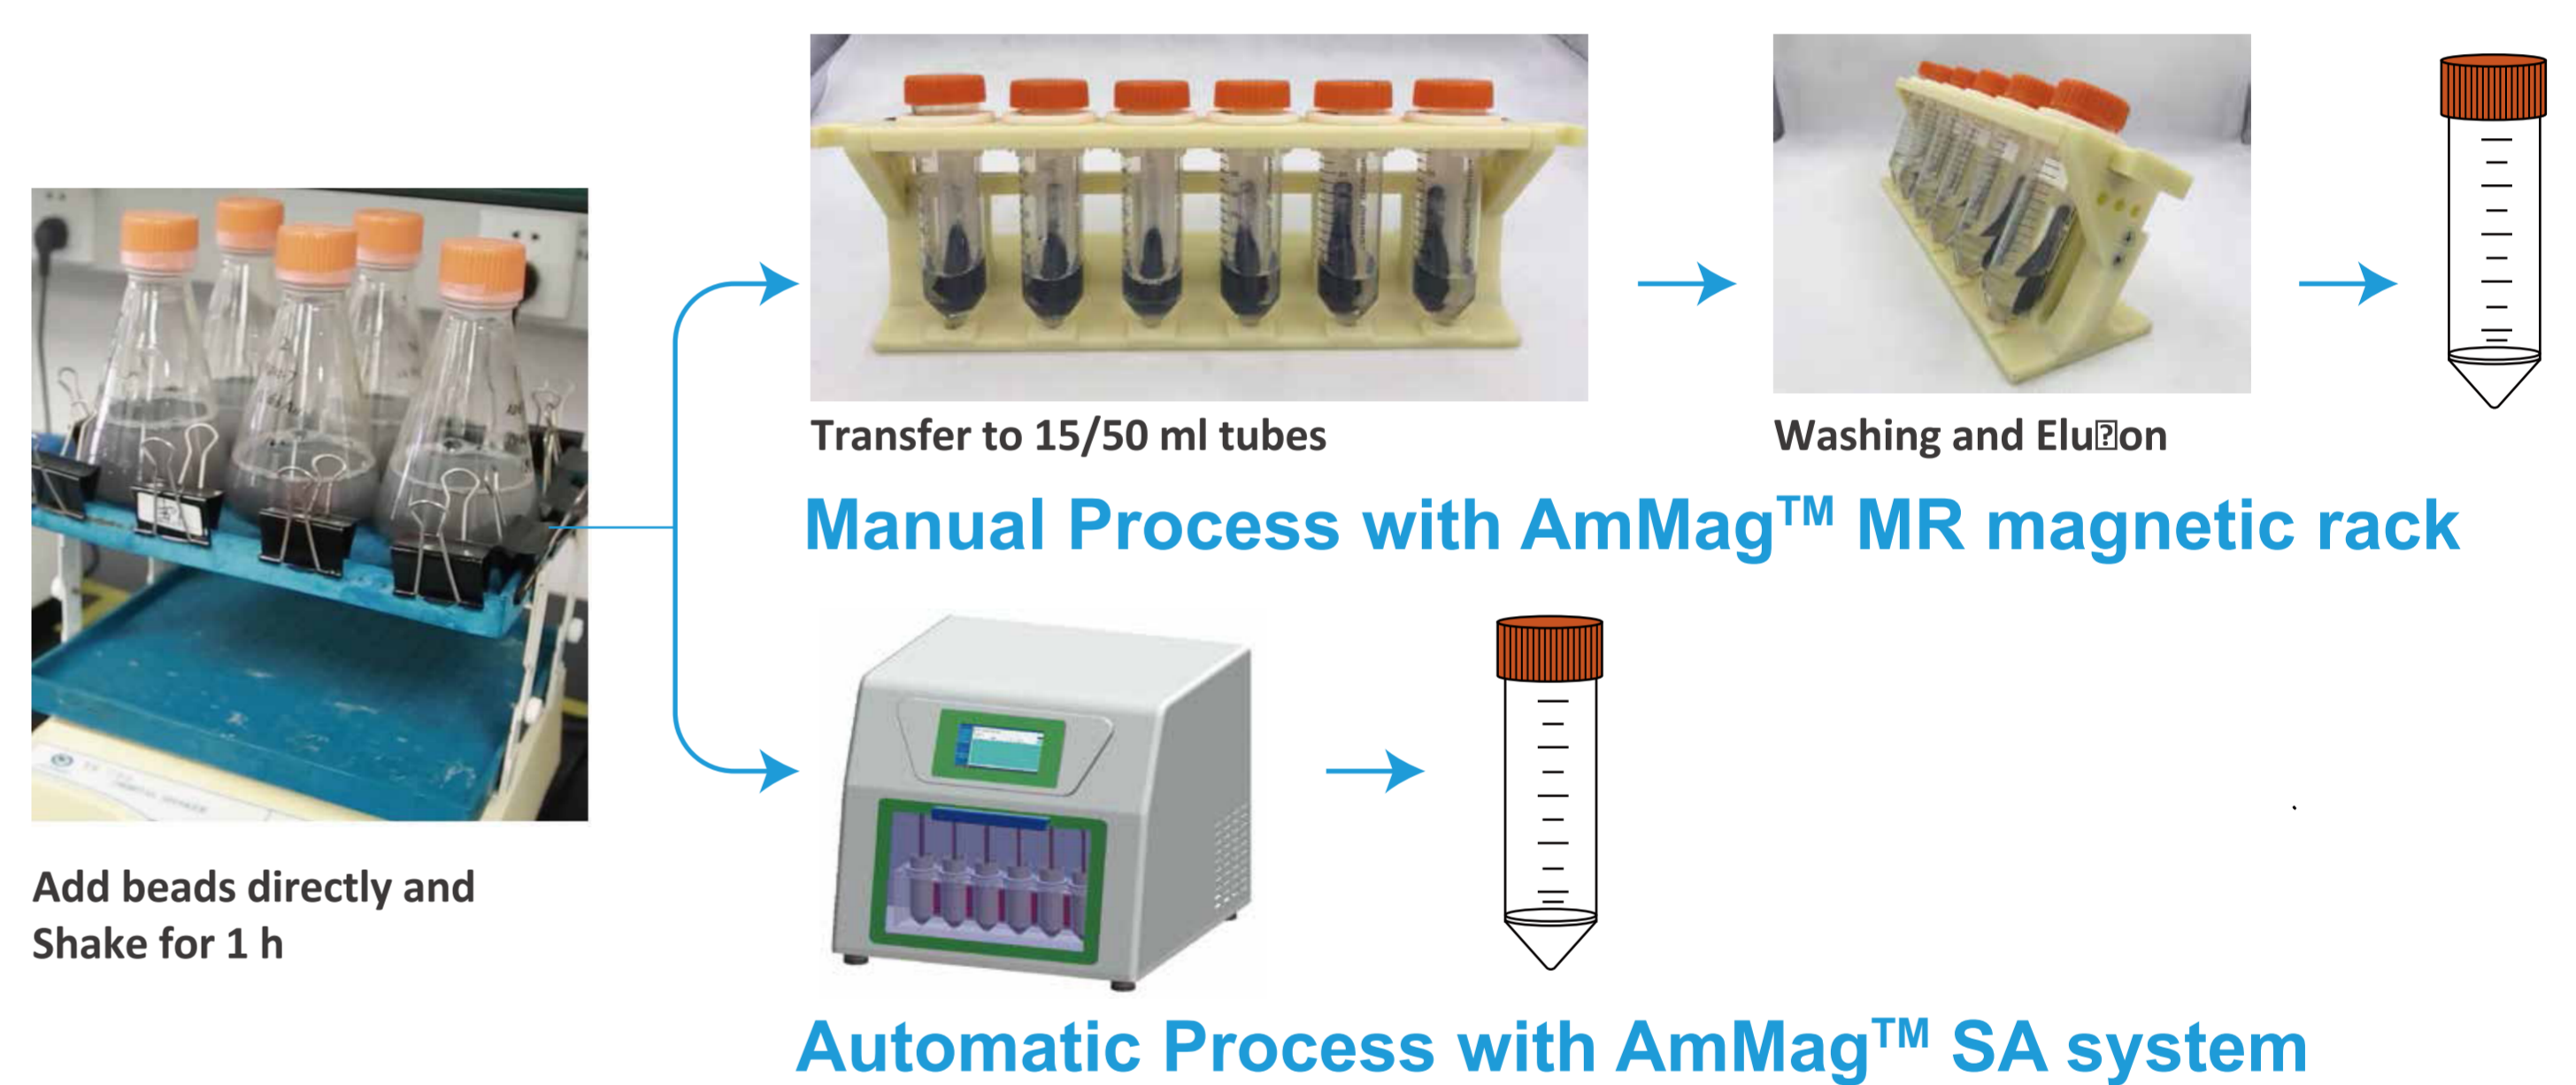 Transfer to 15/50 ml tubes
Washing and Elu�on
Manual Process with AmMag™ MR magnetic rack
Add beads directly and
Shake for 1 h
Automatic Process with AmMag™ SA system